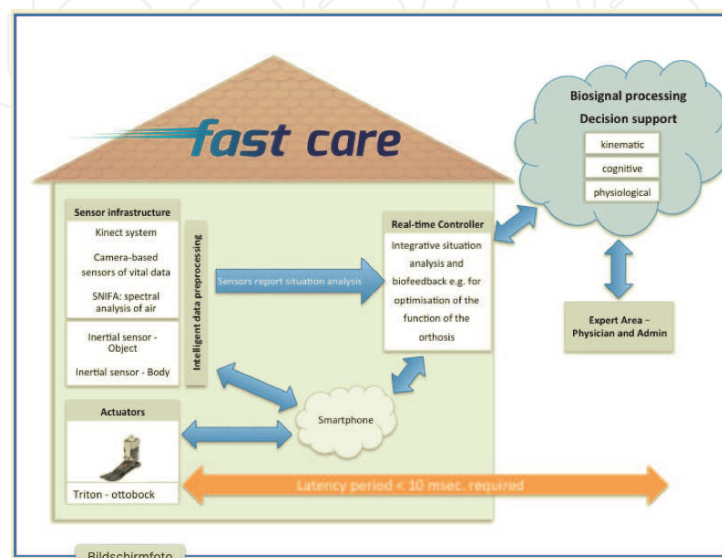 fast care
Sensor infrastructure
Kinect system
Camera-based
sensors of vital data
SNIFA: spectral
analysis of air
Inertial sensor -
Object
Inertial sensor - Body
Intelligent data preprocessing
Sensors report situation analysis
Real-time Controller
Integrative situation
analysis and
biofeedback e.g. for
optimisation of the
function of the
orthosis
Smartphone
Actuators
Triton - ottobock
Latency period < 10 msec. required
Biosignal processing
Decision support
kinematic
cognitive
physiological
Expert Area –
Physician and Admin
Bildschirmfoto